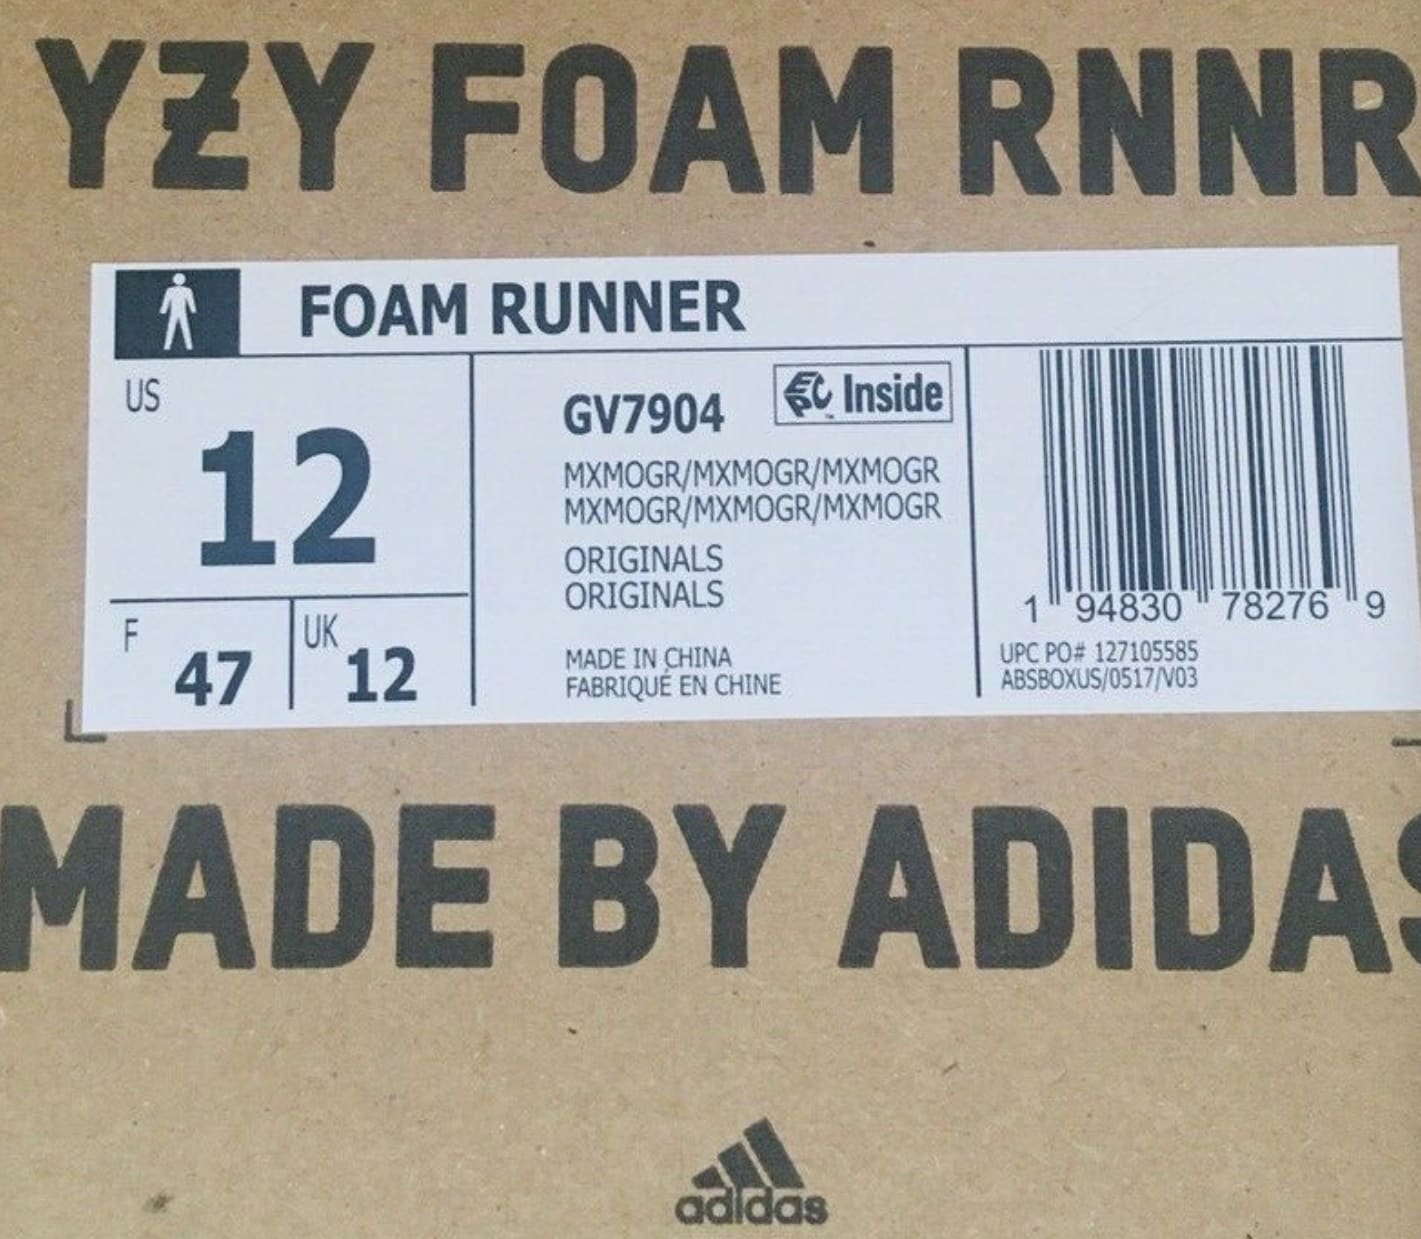 YZY FOAM RNNR
FOAM RUNNER
US
12
F
47
UK
12
GV7904
EPC Inside
MXMOGR/MXMOGR/MXMOGR
MXMOGR/MXMOGR/MXMOGR
ORIGINALS
ORIGINALS
MADE IN CHINA
FABRIQUÉ EN CHINE
1 94830 78276 9
UPC PO# 127105585
ABSBOXUS/0517/V03
MADE BY ADIDAS
adidas